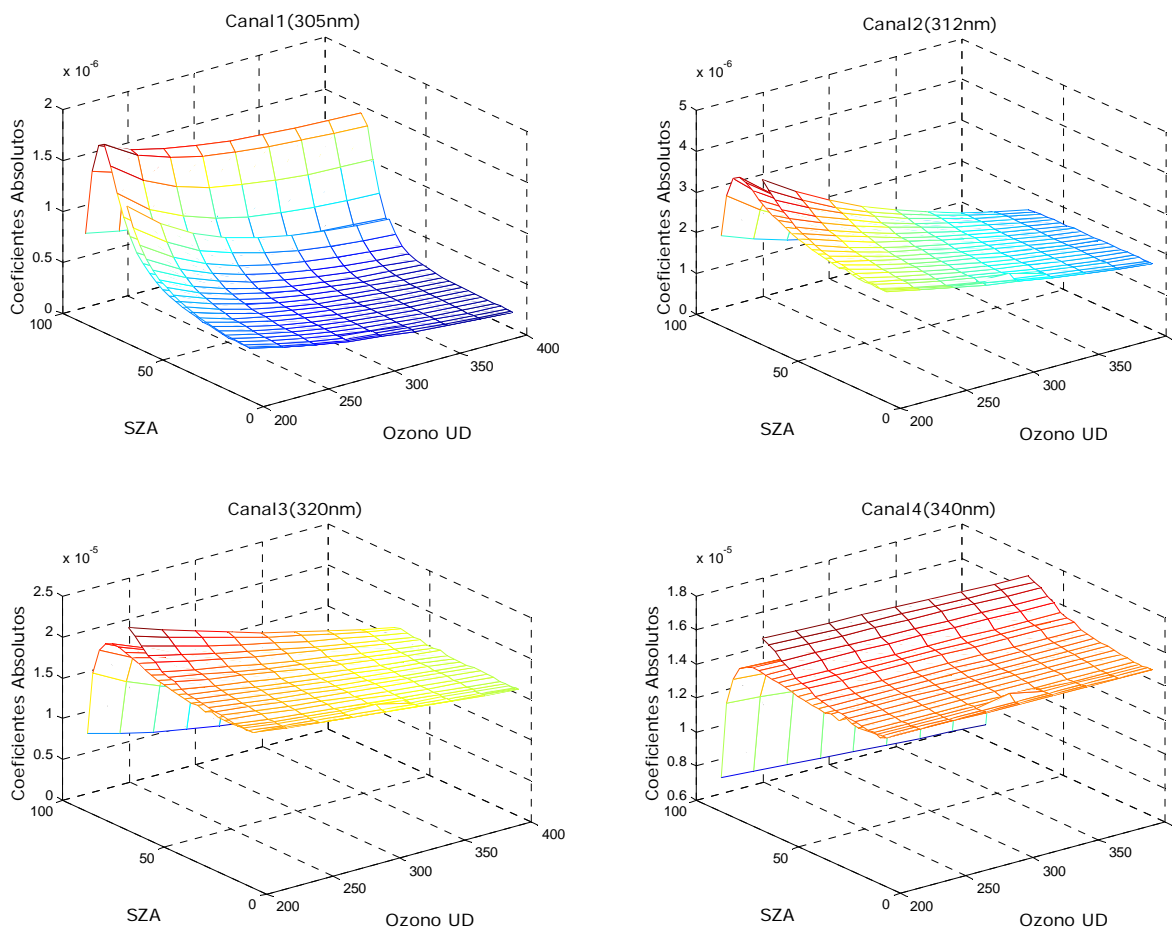 Canal1(305nm)
x 10-6
2
1.5
1
0.5
0
Coeficientes Absolutos
100
50
0
SZA
200
250
300
350
400
Ozono UD
Canal2(312nm)
x 10-6
5
4
3
2
1
0
Coeficientes Absolutos
100
50
0
SZA
200
250
300
350
Ozono UD
Canal3(320nm)
x 10-5
2.5
2
1.5
1
0.5
0
Coeficientes Absolutos
100
50
0
SZA
200
250
300
350
400
Ozono UD
Canal4(340nm)
x 10-5
1.8
1.6
1.4
1.2
1
0.8
0.6
Coeficientes Absolutos
100
50
0
SZA
200
250
300
350
Ozono UD